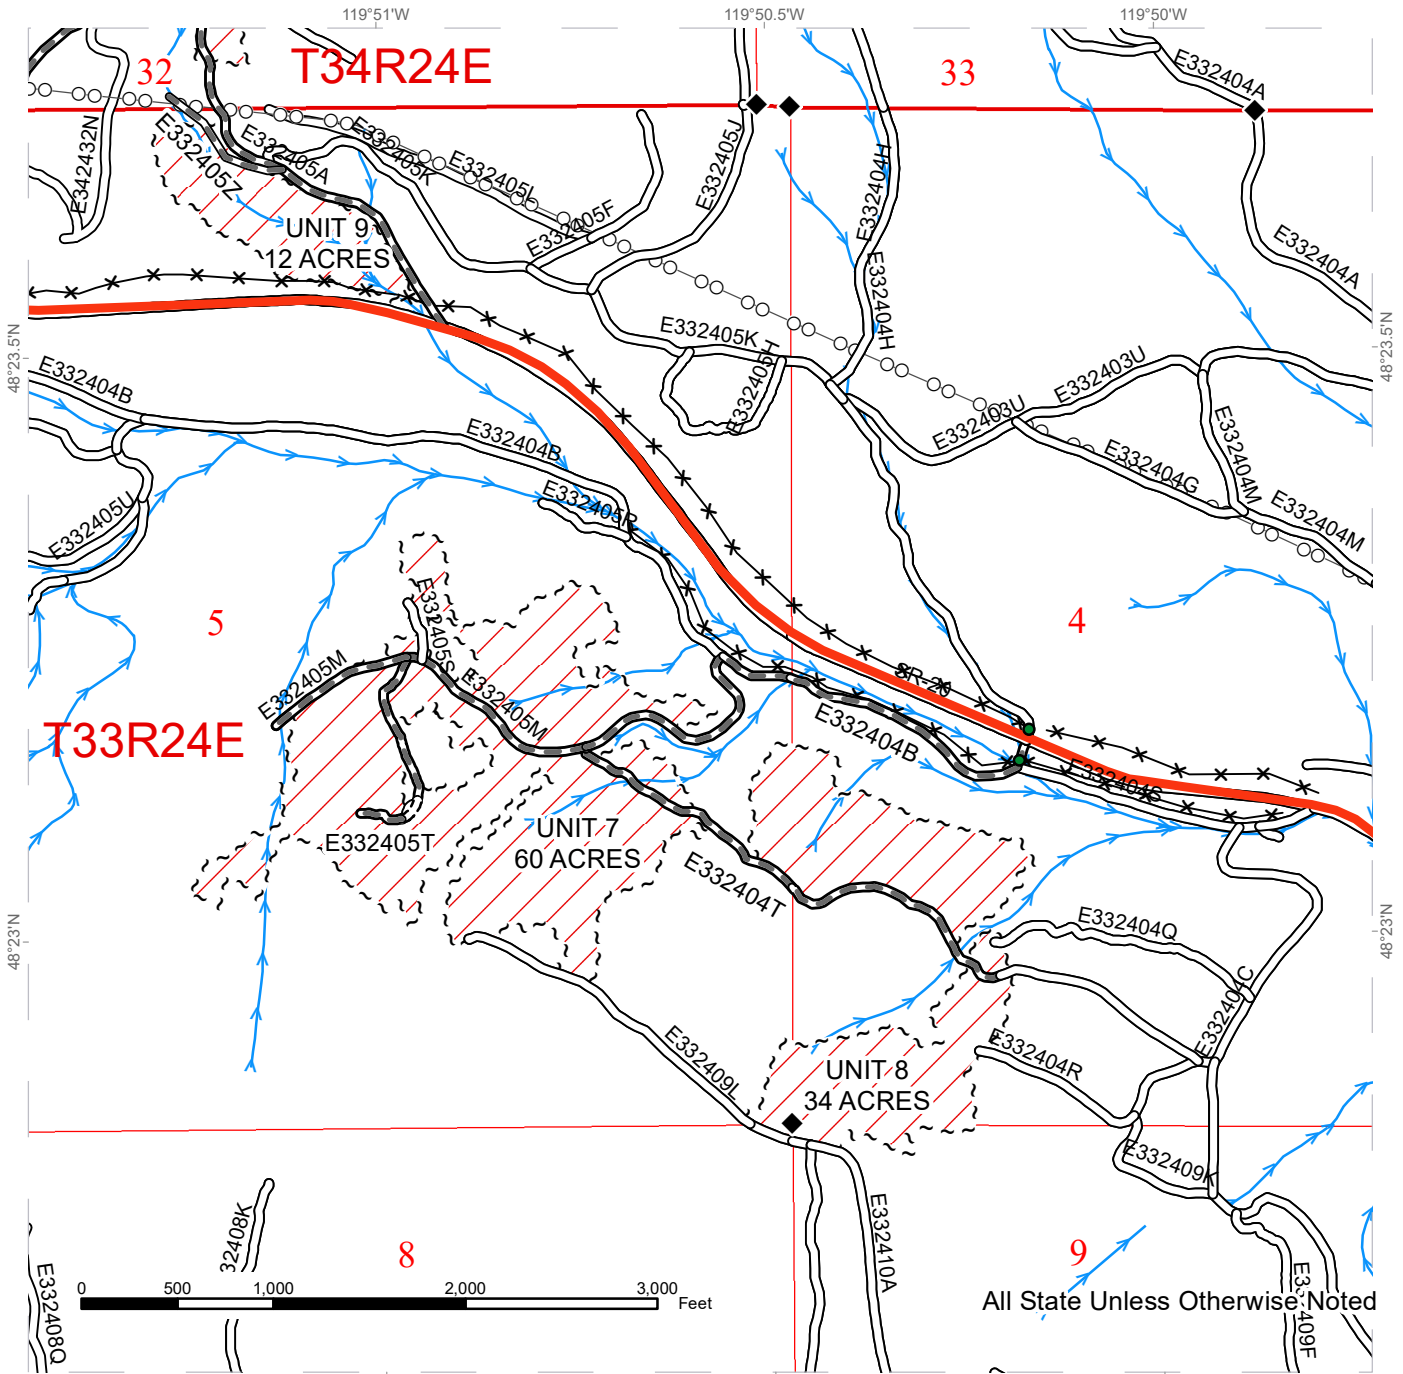 119°51'W
119°50.5'W
119°50'W
32
T34R24E
33
E332404A
E342432N
E332405Z
E332405A
E332405K
E332405L
E332405F
E332405J
E332404H
E332404H
E332404A
UNIT 9
12 ACRES
48°23.5'N
48°23.5'N
E332404B
E332405K
E332405H
E332403U
E332403U
E332404B
E332404G
E332404M
E332404M
E332405U
E332405R
5
4
E332405S
E332405M
E332405M
SR-20
T33R24E
E332404B
E332404S
E332405T
UNIT 7
60 ACRES
E332404T
E332404Q
48°23'N
48°23'N
E332404C
E332409L
E332404R
UNIT 8
34 ACRES
E332409K
32408K
8
E332410A
9
E332408Q
0
500
1,000
2,000
3,000
Feet
All State Unless Otherwise Noted